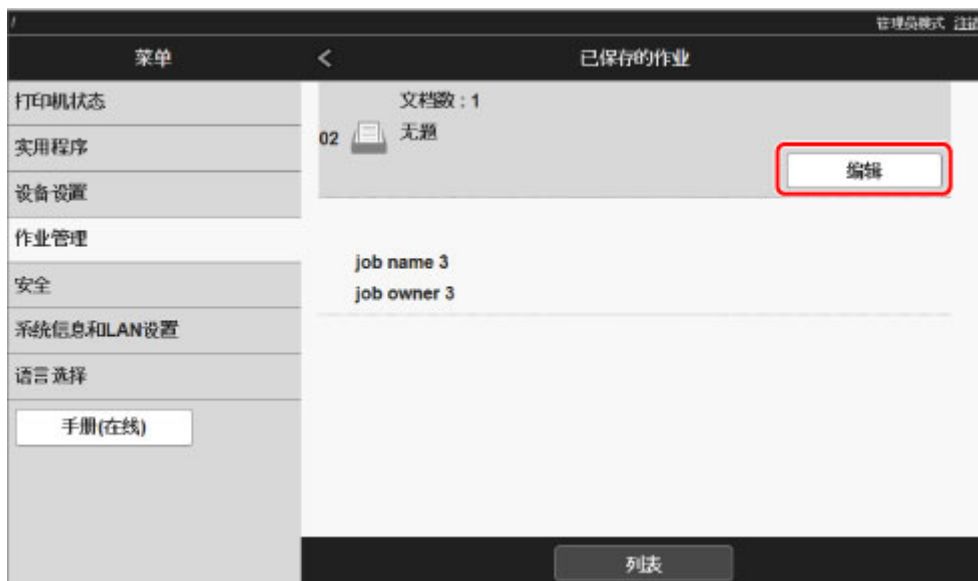 /
管理员模式 注销
菜单
< 已保存的作业
打印机状态
实用程序
设备设置
作业管理
安全
系统信息和LAN设置
语言选择
手册(在线)
文档数 : 1
02 无题
编辑
job name 3
job owner 3
列表